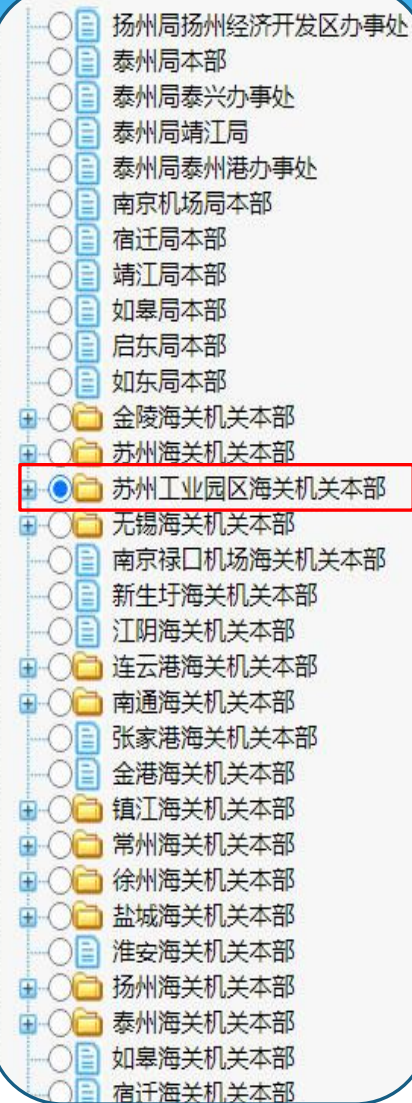 扬州局扬州经济开发区办事处
泰州局本部
泰州局泰兴办事处
泰州局靖江局
泰州局泰州港办事处
南京机场局本部
宿迁局本部
靖江局本部
如皋局本部
启东局本部
如东局本部
金陵海关机关本部
苏州海关机关本部
苏州工业园区海关机关本部
无锡海关机关本部
南京禄口机场海关机关本部
新生圩海关机关本部
江阴海关机关本部
连云港海关机关本部
南通海关机关本部
张家港海关机关本部
金港海关机关本部
镇江海关机关本部
常州海关机关本部
徐州海关机关本部
盐城海关机关本部
淮安海关机关本部
扬州海关机关本部
泰州海关机关本部
如皋海关机关本部
宿迁海关机关本部